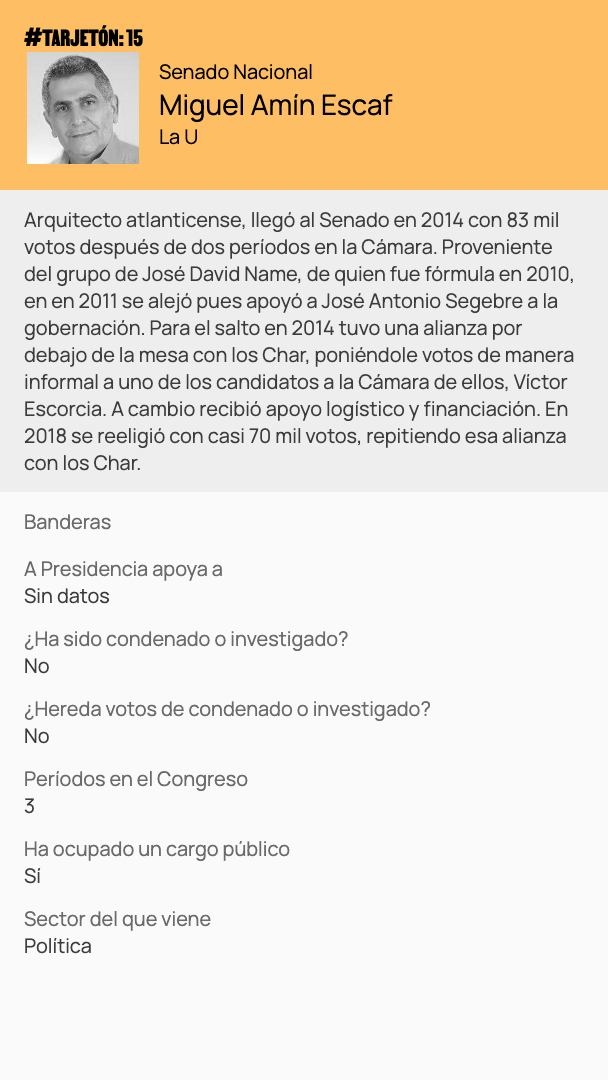 #TARJETÓN: 15
Senado Nacional
Miguel Amín Escaf
La U
Arquitecto atlanticense, llegó al Senado en 2014 con 83 mil
votos después de dos períodos en la Cámara. Proveniente
del grupo de José David Name, de quien fue fórmula en 2010,
en en 2011 se alejó pues apoyó a José Antonio Segebre a la
gobernación. Para el salto en 2014 tuvo una alianza por
debajo de la mesa con los Char, poniéndole votos de manera
informal a uno de los candidatos a la Cámara de ellos, Víctor
Escorcia. A cambio recibió apoyo logístico y financiación. En
2018 se reeligió con casi 70 mil votos, repitiendo esa alianza
con los Char.
Banderas
A Presidencia apoya a
Sin datos
¿Ha sido condenado o investigado?
No
¿Hereda votos de condenado o investigado?
No
Períodos en el Congreso
3
Ha ocupado un cargo público
Sí
Sector del que viene
Política